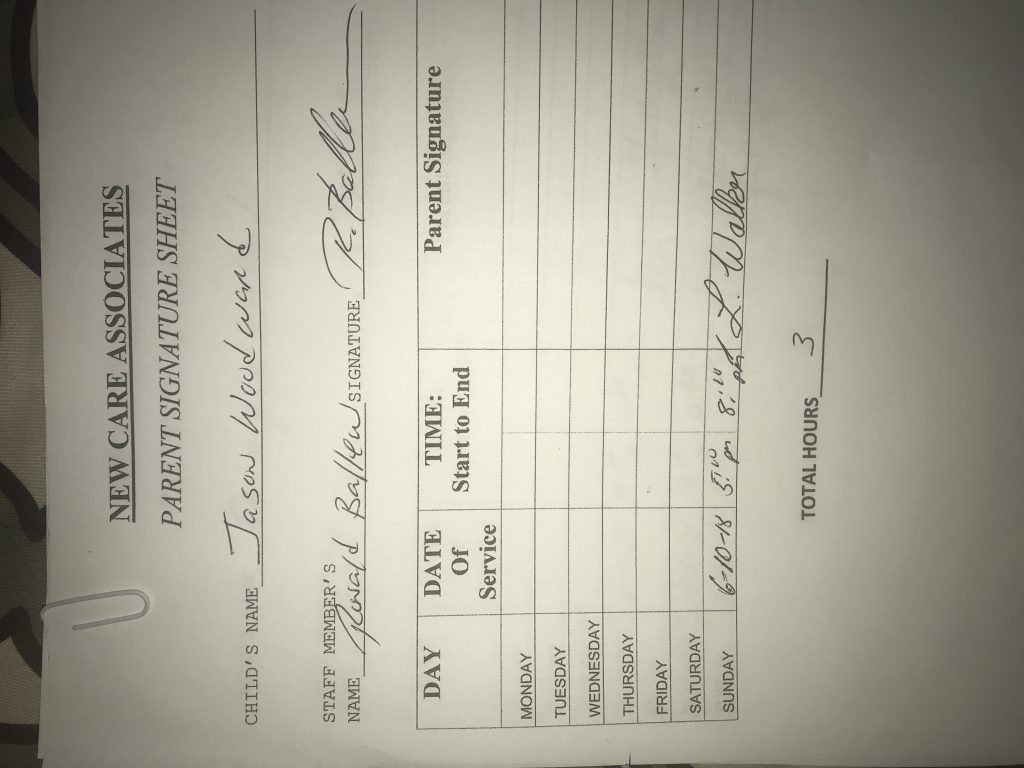 NEW CARE ASSOCIATES
PARENT SIGNATURE SHEET
CHILD'S NAME Jason Woodward
STAFF MEMBER'S
NAME Ronald Ballew SIGNATURE R. Balle
DAY DATE Of Service TIME: Start to End Parent Signature
MONDAY
TUESDAY
WEDNESDAY
THURSDAY
FRIDAY
SATURDAY
SUNDAY 6-10-18 5:00 pm 8:00 pm L. Walker
TOTAL HOURS 3